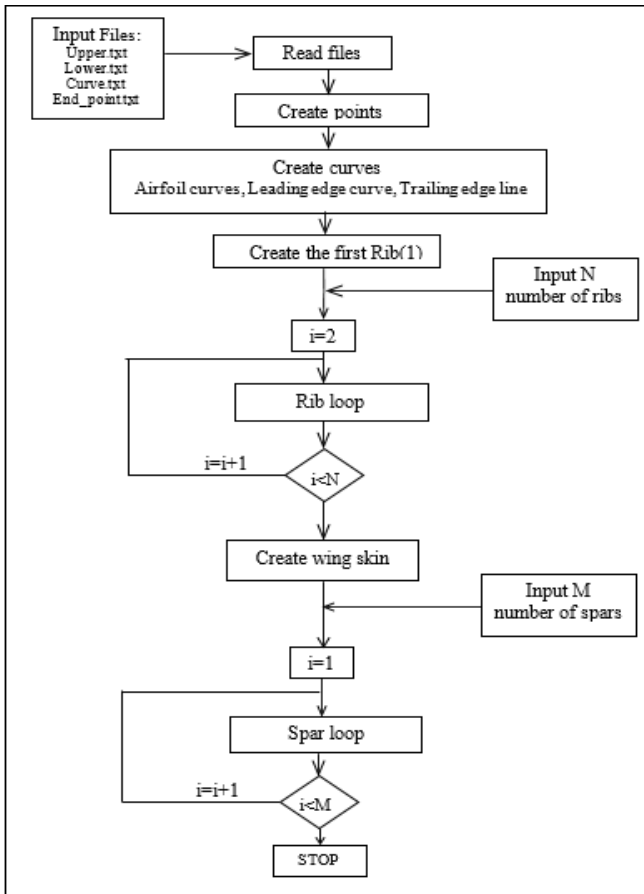 Input Files:
Upper.txt
Lower.txt
Curve.txt
End_point.txt
Read files
Create points
Create curves
Airfoil curves, Leading edge curve, Trailing edge line
Create the first Rib(1)
Input N
number of ribs
i=2
Rib loop
i=i+1
i<N
Create wing skin
Input M
number of spars
i=1
Spar loop
i=i+1
i<M
STOP